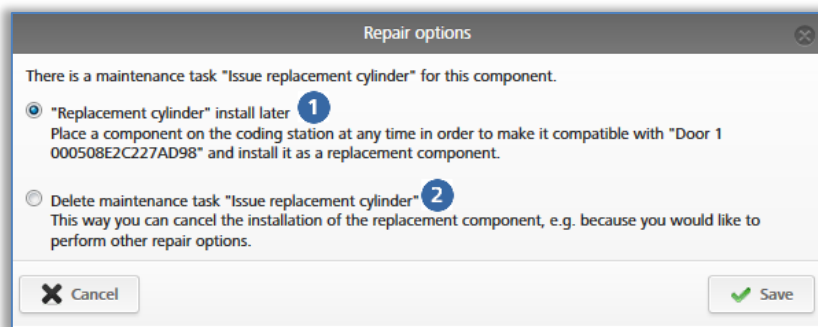 Repair options
There is a maintenance task "Issue replacement cylinder" for this component.
"Replacement cylinder" install later 1
Place a component on the coding station at any time in order to make it compatible with "Door 1
000508E2C227AD98" and install it as a replacement component.
Delete maintenance task "Issue replacement cylinder" 2
This way you can cancel the installation of the replacement component, e.g. because you would like to
perform other repair options.
Cancel
Save